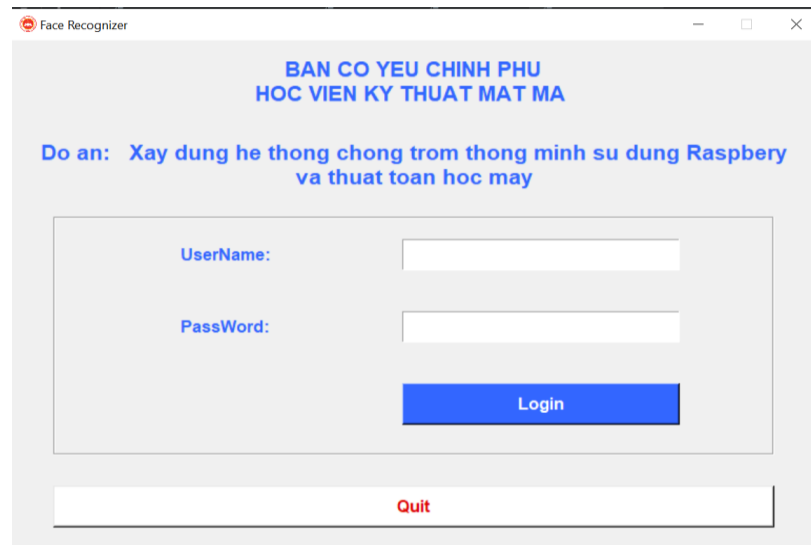 Face Recognizer
BAN CO YEU CHINH PHU
HOC VIEN KY THUAT MAT MA
Do an: Xay dung he thong chong trom thong minh su dung Raspbery
va thuat toan hoc may
UserName:
PassWord:
Login
Quit